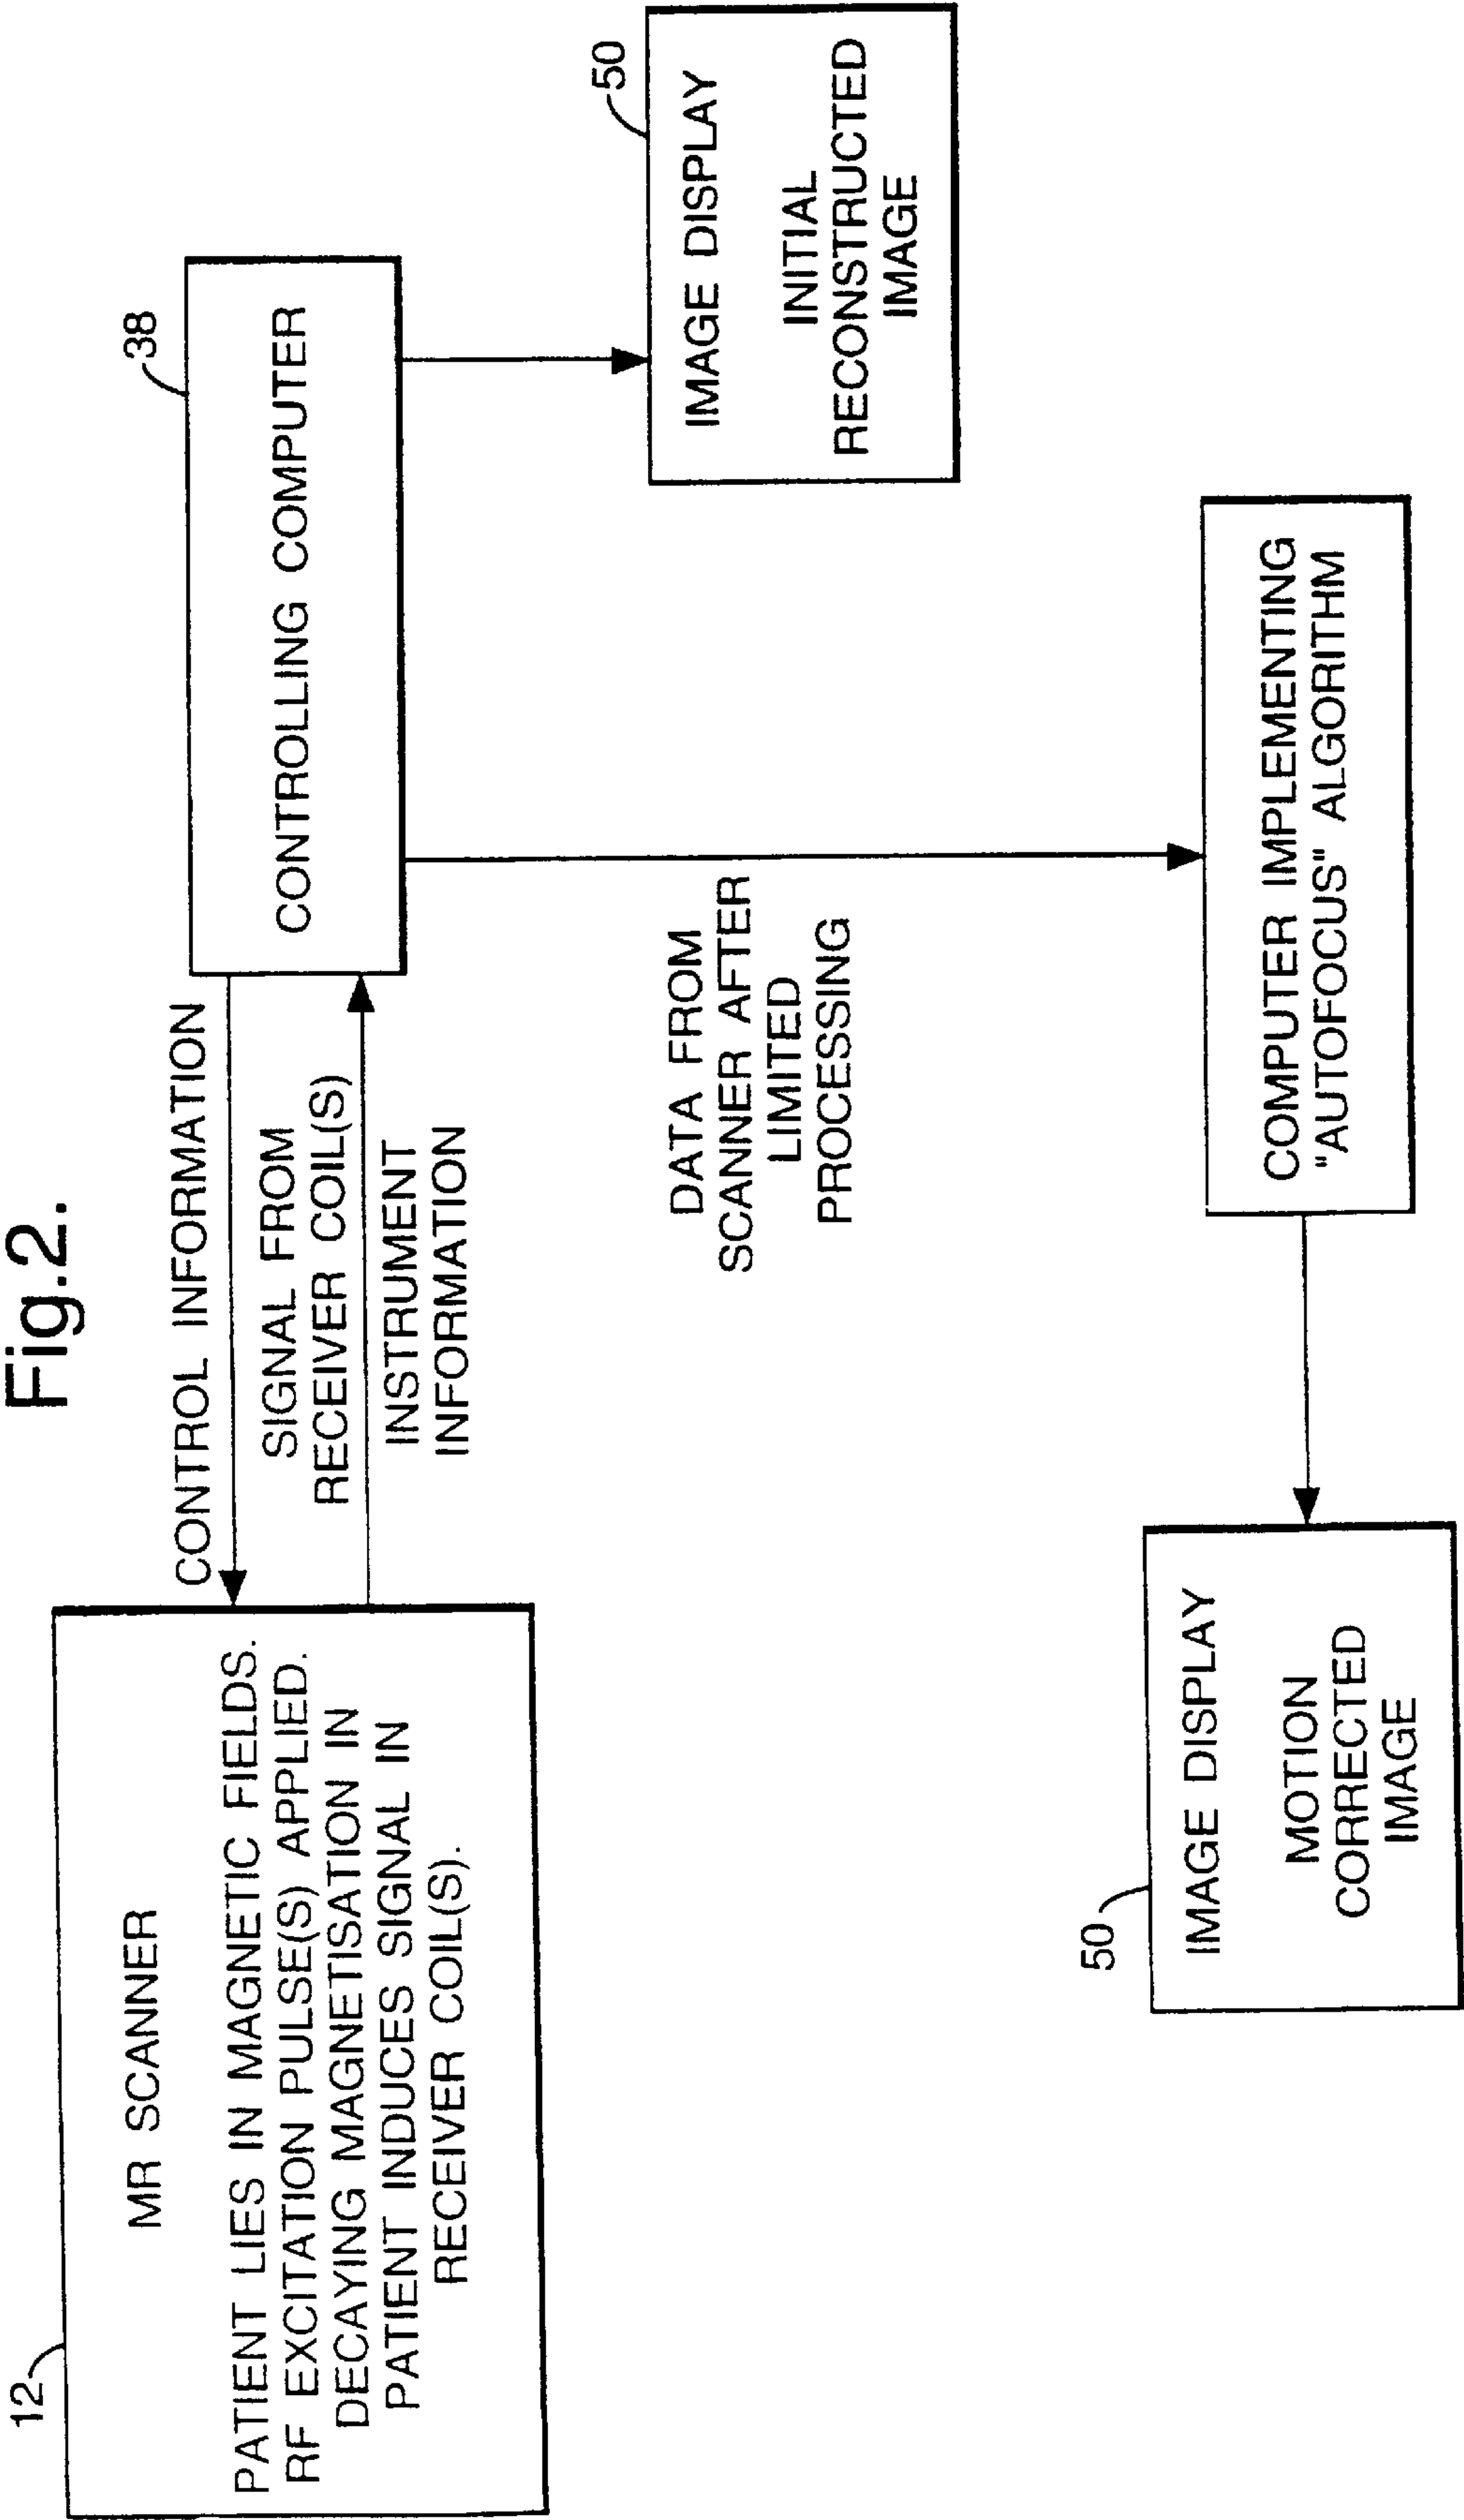 Fig.2.
12
MR SCANNER
PATIENT LIES IN MAGNETIC FIELDS.
RF EXCITATION PULSE(S) APPLIED.
DECAYING MAGNETISATION IN
PATIENT INDUCES SIGNAL IN
RECEIVER COIL(S).
CONTROL INFORMATION
SIGNAL FROM
RECEIVER COIL(S)
INSTRUMENT
INFORMATION
38
CONTROLLING COMPUTER
50
IMAGE DISPLAY
INITIAL
RECONSTRUCTED
IMAGE
DATA FROM
SCANNER AFTER
LIMITED
PROCESSING
COMPUTER IMPLEMENTING
"AUTOFOCUS" ALGORITHM
50
IMAGE DISPLAY
MOTION
CORRECTED
IMAGE